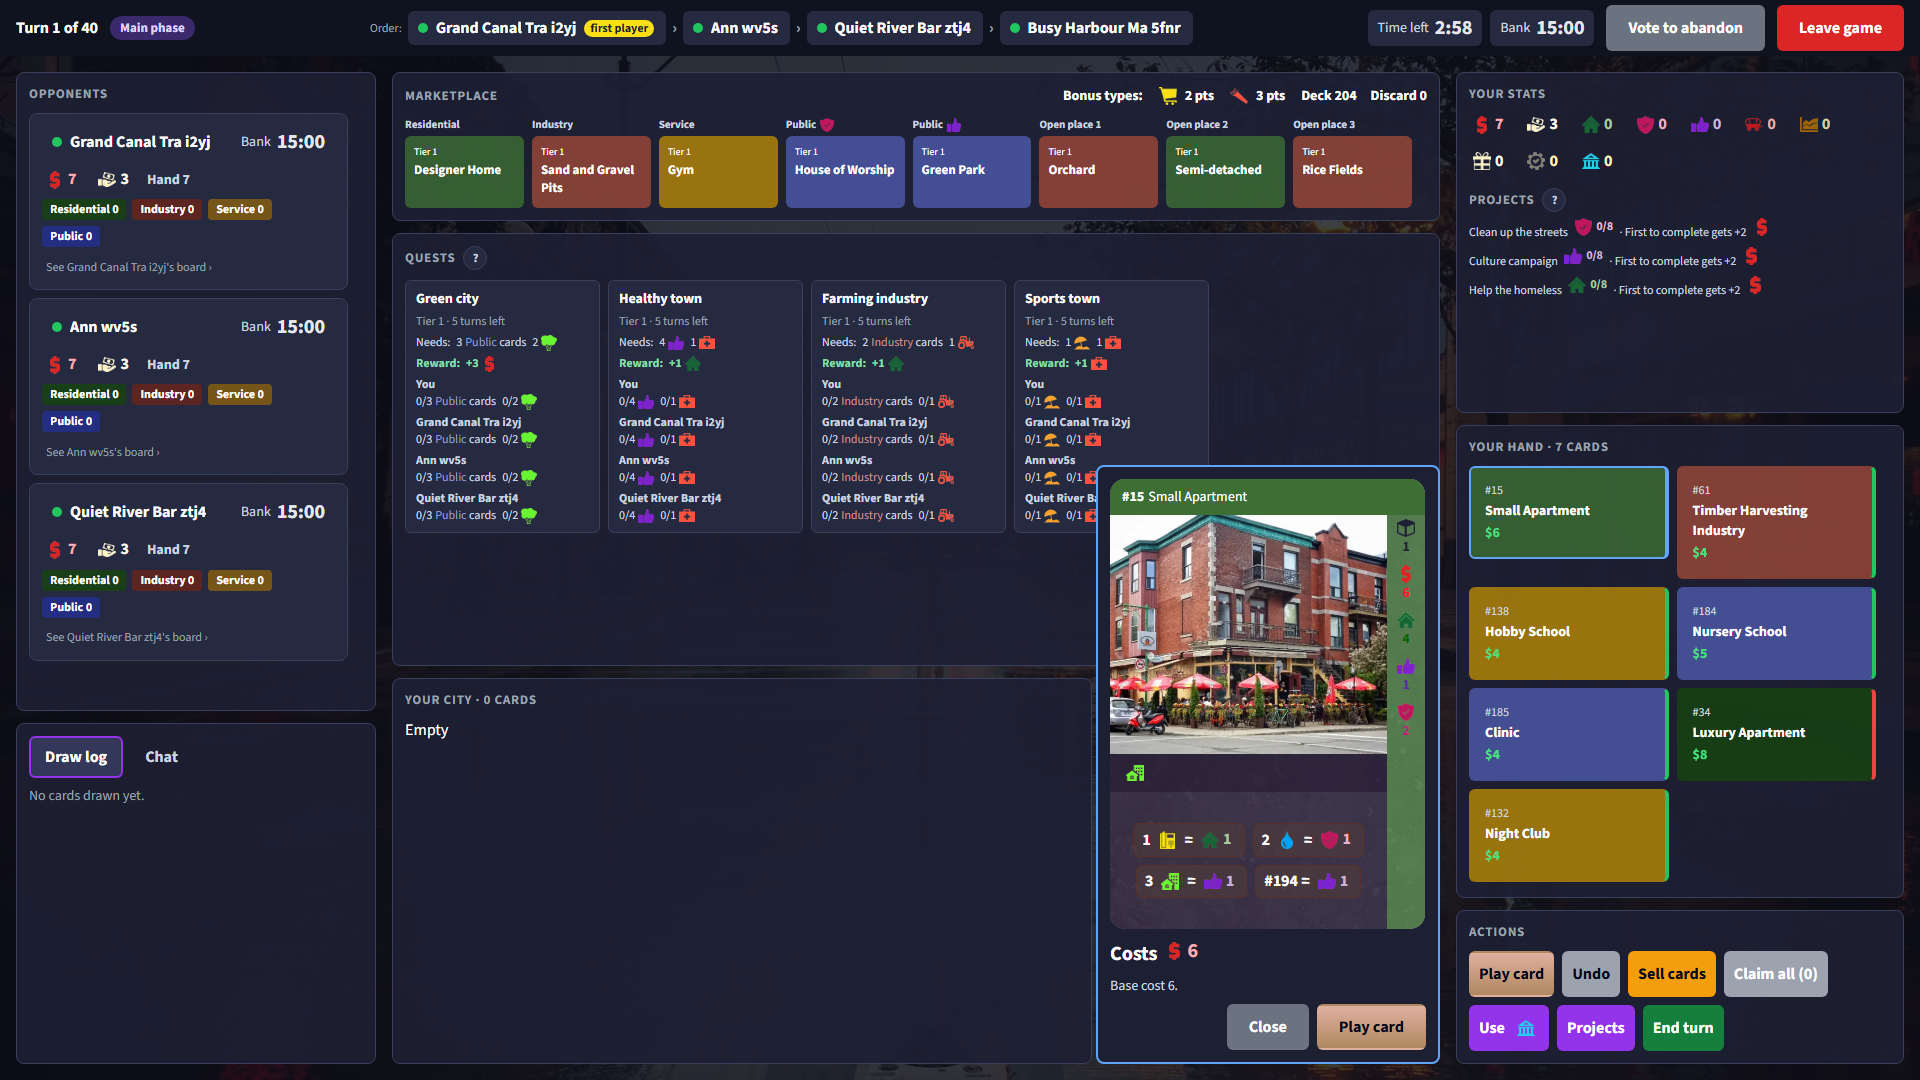 Turn 1 of 40 Main phase
Order: Grand Canal Tra i2yj first player › Ann wv5s › Quiet River Bar ztj4 › Busy Harbour Ma 5fnr
Time left 2:58 Bank 15:00 Vote to abandon Leave game
OPPONENTS
Grand Canal Tra i2yj Bank 15:00
7 3 Hand 7
Residential 0 Industry 0 Service 0
Public 0
See Grand Canal Tra i2yj's board ›
Ann wv5s Bank 15:00
7 3 Hand 7
Residential 0 Industry 0 Service 0
Public 0
See Ann wv5s's board ›
Quiet River Bar ztj4 Bank 15:00
7 3 Hand 7
Residential 0 Industry 0 Service 0
Public 0
See Quiet River Bar ztj4's board ›
Draw log Chat
No cards drawn yet.
MARKETPLACE
Bonus types: 2 pts 3 pts Deck 204 Discard 0
Residential Industry Service Public Public Open place 1 Open place 2 Open place 3
Tier 1 Tier 1 Tier 1 Tier 1 Tier 1 Tier 1 Tier 1 Tier 1
Designer Home Sand and Gravel Pits Gym House of Worship Green Park Orchard Semi-detached Rice Fields
QUESTS ?
Green city
Tier 1 · 5 turns left
Needs: 3 Public cards 2
Reward: +3
You
0/3 Public cards 0/2
Grand Canal Tra i2yj
0/3 Public cards 0/2
Ann wv5s
0/3 Public cards 0/2
Quiet River Bar ztj4
0/3 Public cards 0/2
Healthy town
Tier 1 · 5 turns left
Needs: 4 1
Reward: +1
You
0/4 0/1
Grand Canal Tra i2yj
0/4 0/1
Ann wv5s
0/4 0/1
Quiet River Bar ztj4
0/4 0/1
Farming industry
Tier 1 · 5 turns left
Needs: 2 Industry cards 1
Reward: +1
You
0/2 Industry cards 0/1
Grand Canal Tra i2yj
0/2 Industry cards 0/1
Ann wv5s
0/2 Industry cards 0/1
Quiet River Bar ztj4
0/2 Industry cards 0/1
Sports town
Tier 1 · 5 turns left
Needs: 1 1
Reward: +1
You
0/1 0/1
Grand Canal Tra i2yj
0/1 0/1
Ann wv5s
0/1 0/1
Quiet River B
0/1 0/1
YOUR CITY · 0 CARDS
Empty
#15 Small Apartment
1
6
4
1
2
1 = 1 2 = 1
3 = 1 #194 = 1
Costs 6
Base cost 6.
Close Play card
YOUR STATS
7 3 0 0 0 0 0
0 0 0
PROJECTS ?
Clean up the streets 0/8 · First to complete gets +2
Culture campaign 0/8 · First to complete gets +2
Help the homeless 0/8 · First to complete gets +2
YOUR HAND · 7 CARDS
#15
Small Apartment
$6
#61
Timber Harvesting
Industry
$4
#138
Hobby School
$4
#184
Nursery School
$5
#185
Clinic
$4
#34
Luxury Apartment
$8
#132
Night Club
$4
ACTIONS
Play card Undo Sell cards Claim all (0)
Use Projects End turn